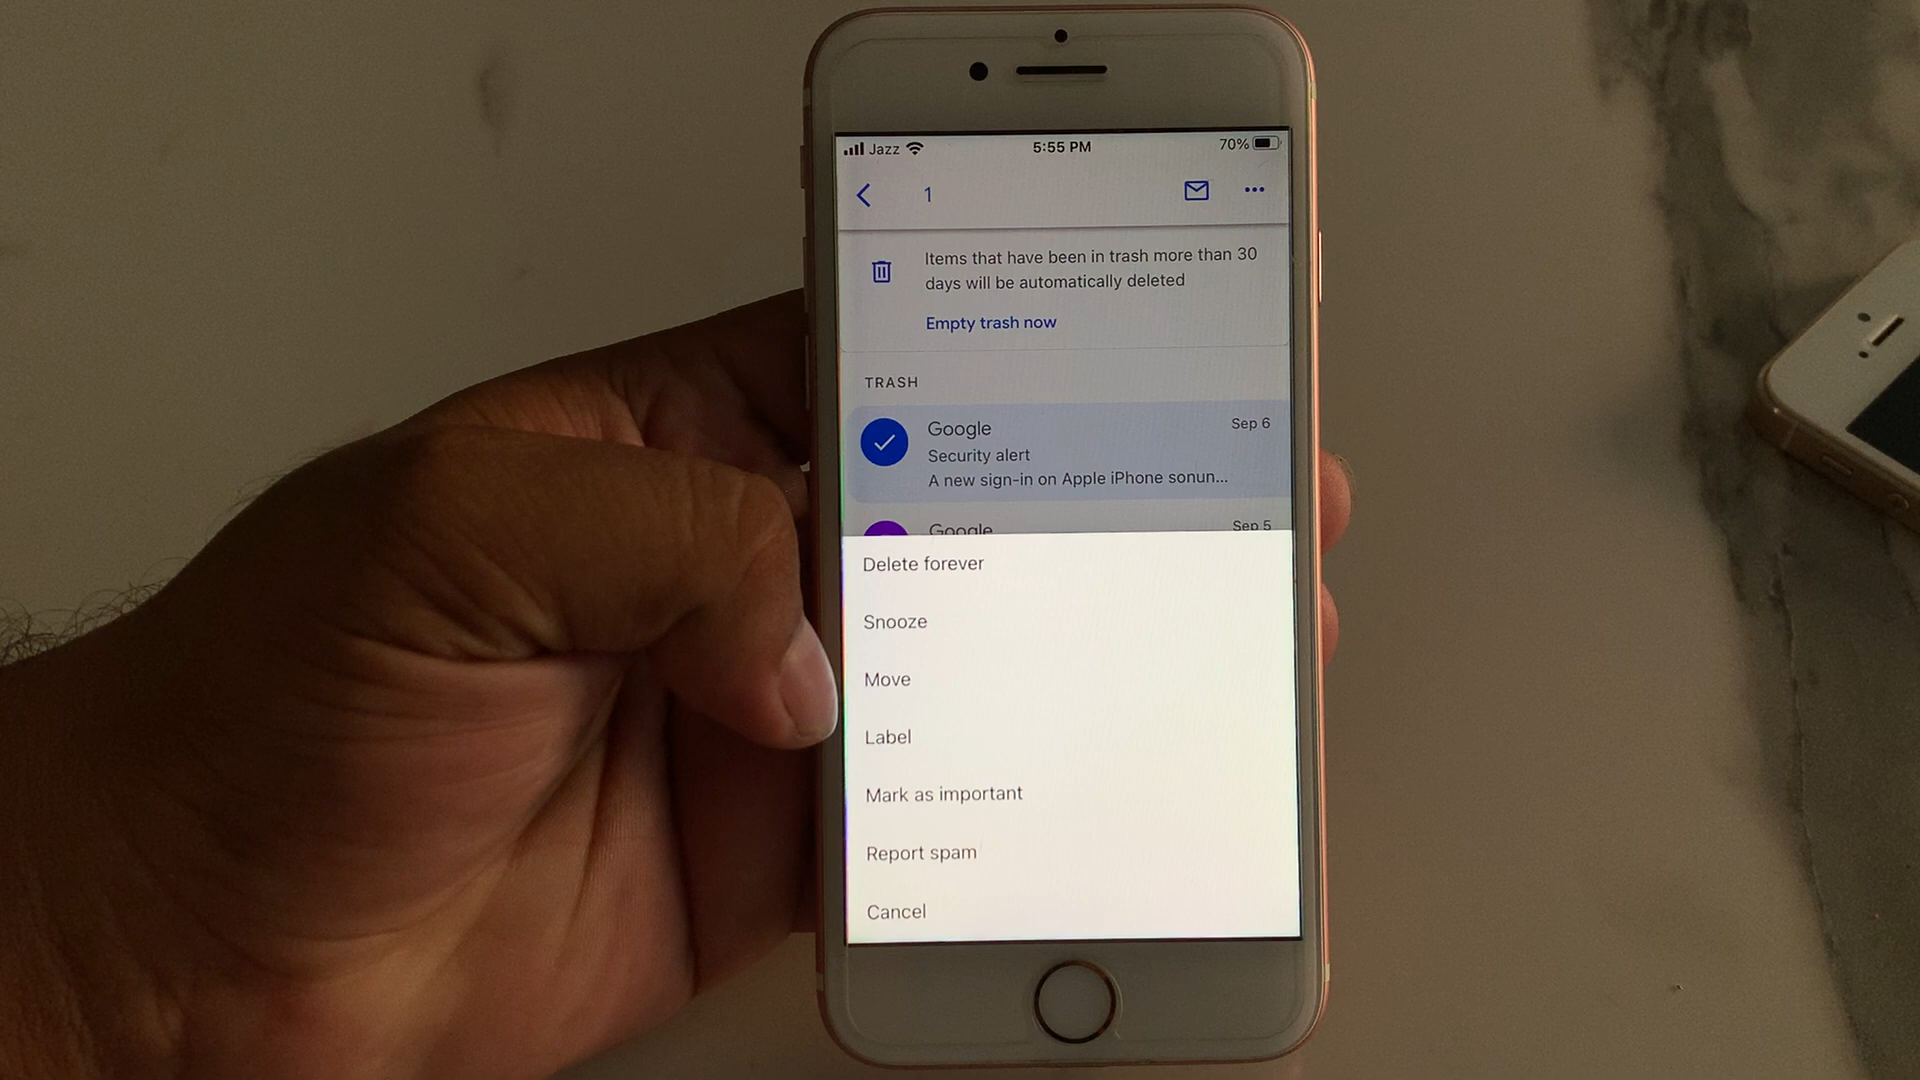 Jazz 5:55 PM 70%
1
Items that have been in trash more than 30
days will be automatically deleted
Empty trash now
TRASH
Google Sep 6
Security alert
A new sign-in on Apple iPhone sonun...
Google Sep 5
Delete forever
Snooze
Move
Label
Mark as important
Report spam
Cancel